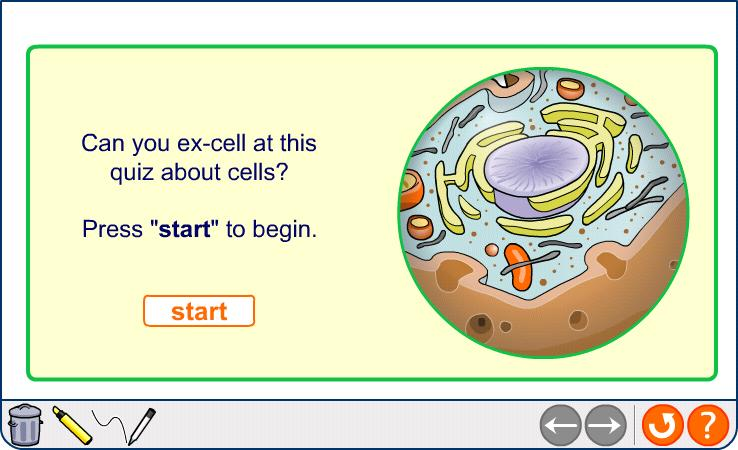 Can you ex-cell at this
quiz about cells?
Press "start" to begin.
start
?